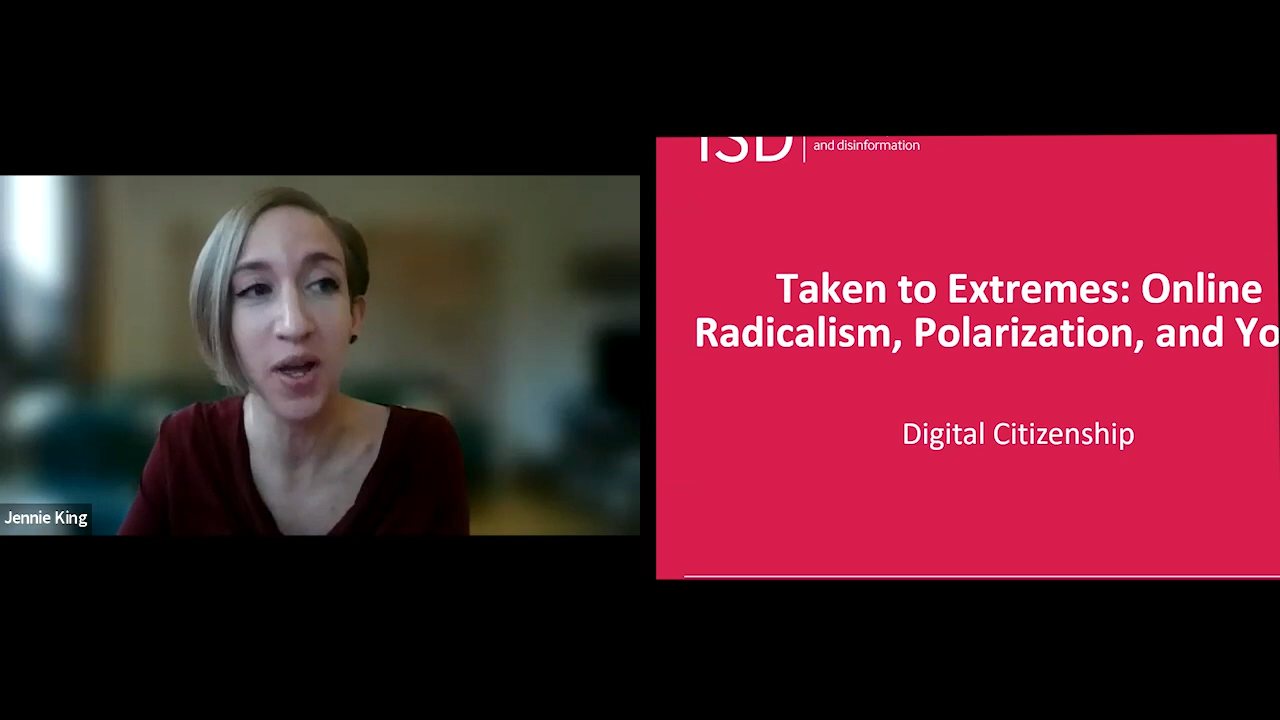 Jennie King
ISD
and disinformation
Taken to Extremes: Online
Radicalism, Polarization, and Yo
Digital Citizenship